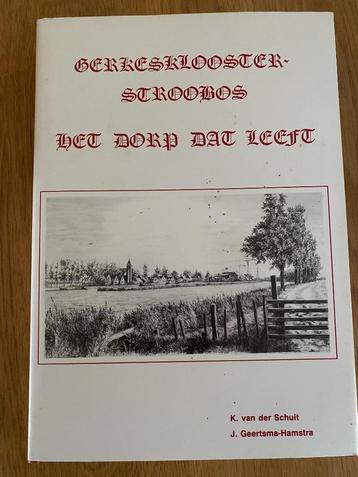 GERKESKLOOSTER-
STROOBOS
HET DORP DAT LEEFT
K. van der Schuit
J. Geertsma-Hamstra